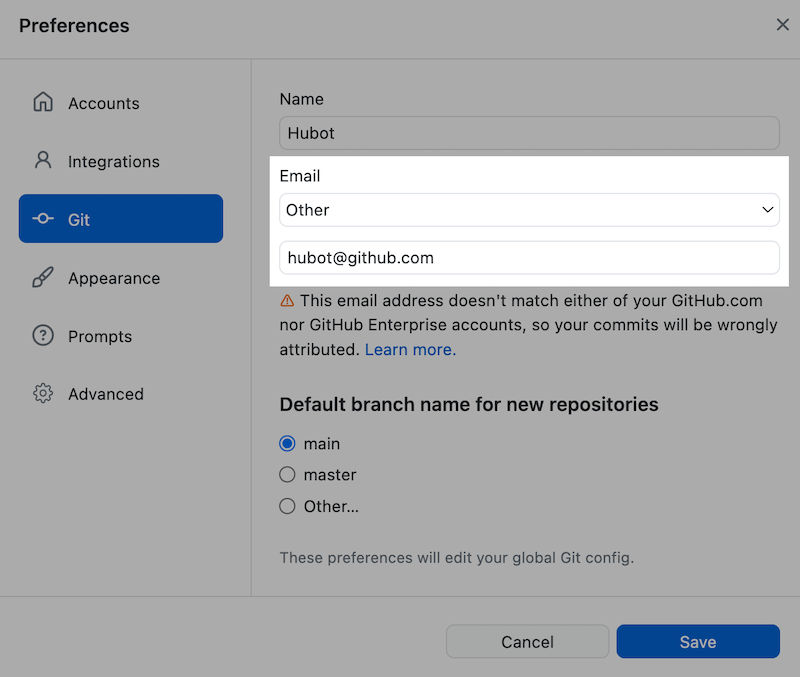 Preferences
Accounts
Integrations
Git
Appearance
Prompts
Advanced
Name
Hubot
Email
Other
hubot@github.com
This email address doesn't match either of your GitHub.com
nor GitHub Enterprise accounts, so your commits will be wrongly
attributed. Learn more.
Default branch name for new repositories
main
master
Other...
These preferences will edit your global Git config.
Cancel
Save